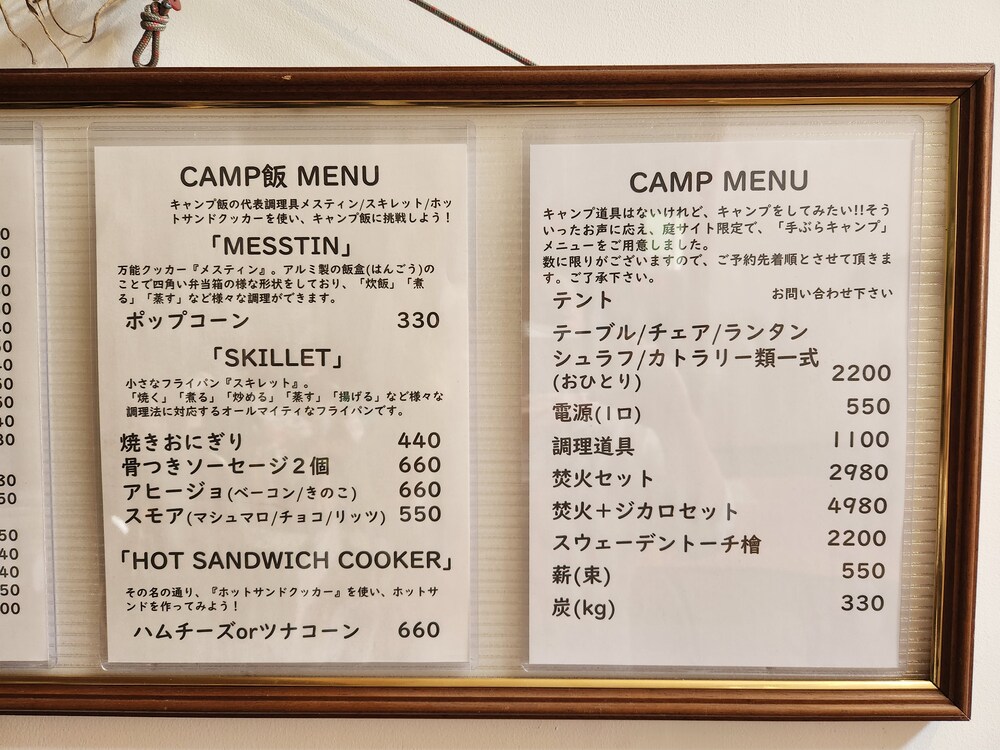 0
0
0
0
50
40
50
40
50
50
40
80
80
50
50
40
40
50
00
CAMP飯 MENU
キャンプ飯の代表調理具メスティン/スキレット/ホッ
トサンドクッカーを使い、キャンプ飯に挑戦しよう！
「MESSTIN」
万能クッカー『メスティン』。アルミ製の飯盒(はんごう)の
ことで四角い弁当箱の様な形状をしており、「炊飯」「煮
る」「蒸す」など様々な調理ができます。
ポップコーン 330
「SKILLET」
小さなフライパン『スキレット』。
「焼く」「煮る」「炒める」「蒸す」「揚げる」など様々な
調理法に対応するオールマイティなフライパンです。
焼きおにぎり 440
骨つきソーセージ２個 660
アヒージョ(ベーコン/きのこ) 660
スモア(マシュマロ/チョコ/リッツ) 550
「HOT SANDWICH COOKER」
その名の通り、『ホットサンドクッカー』を使い、ホットサ
ンドを作ってみよう！
ハムチーズorツナコーン 660
CAMP MENU
キャンプ道具はないけれど、キャンプをしてみたい!!そう
いったお声に応え、庭サイト限定で、「手ぶらキャンプ」
メニューをご用意しました。
数に限りがございますので、ご予約先着順とさせて頂きま
す。ご了承下さい。
テント お問い合わせ下さい
テーブル/チェア/ランタン
シュラフ/カトラリー類一式
(おひとり) 2200
電源(1口) 550
調理道具 1100
焚火セット 2980
焚火＋ジカロセット 4980
スウェーデントーチ檜 2200
薪(束) 550
炭(kg) 330